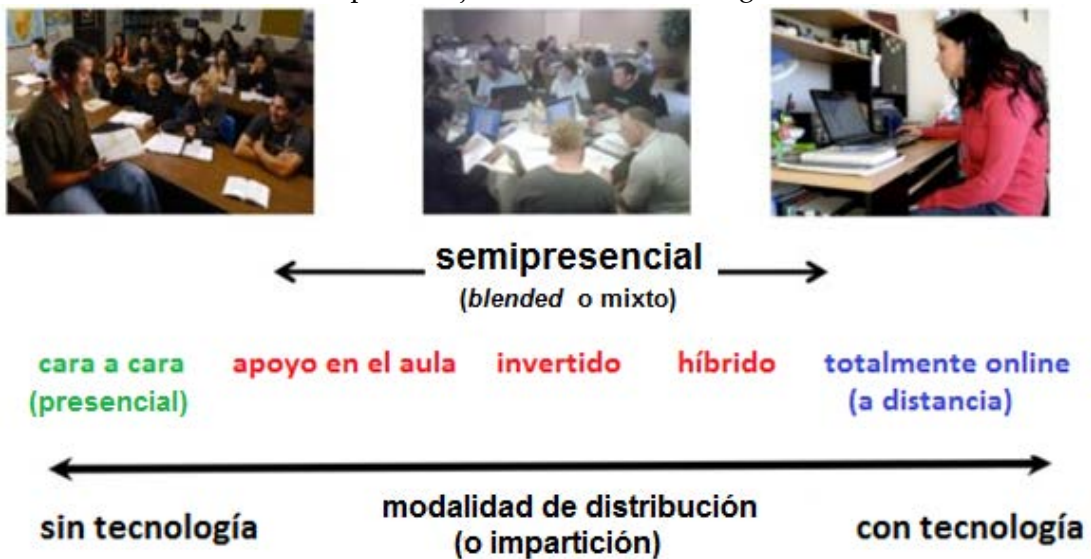 semipresencial
(blended o mixto)
cara a cara
(presencial)
apoyo en el aula
invertido
híbrido
totalmente online
(a distancia)
sin tecnología
modalidad de distribución
(o impartición)
con tecnología